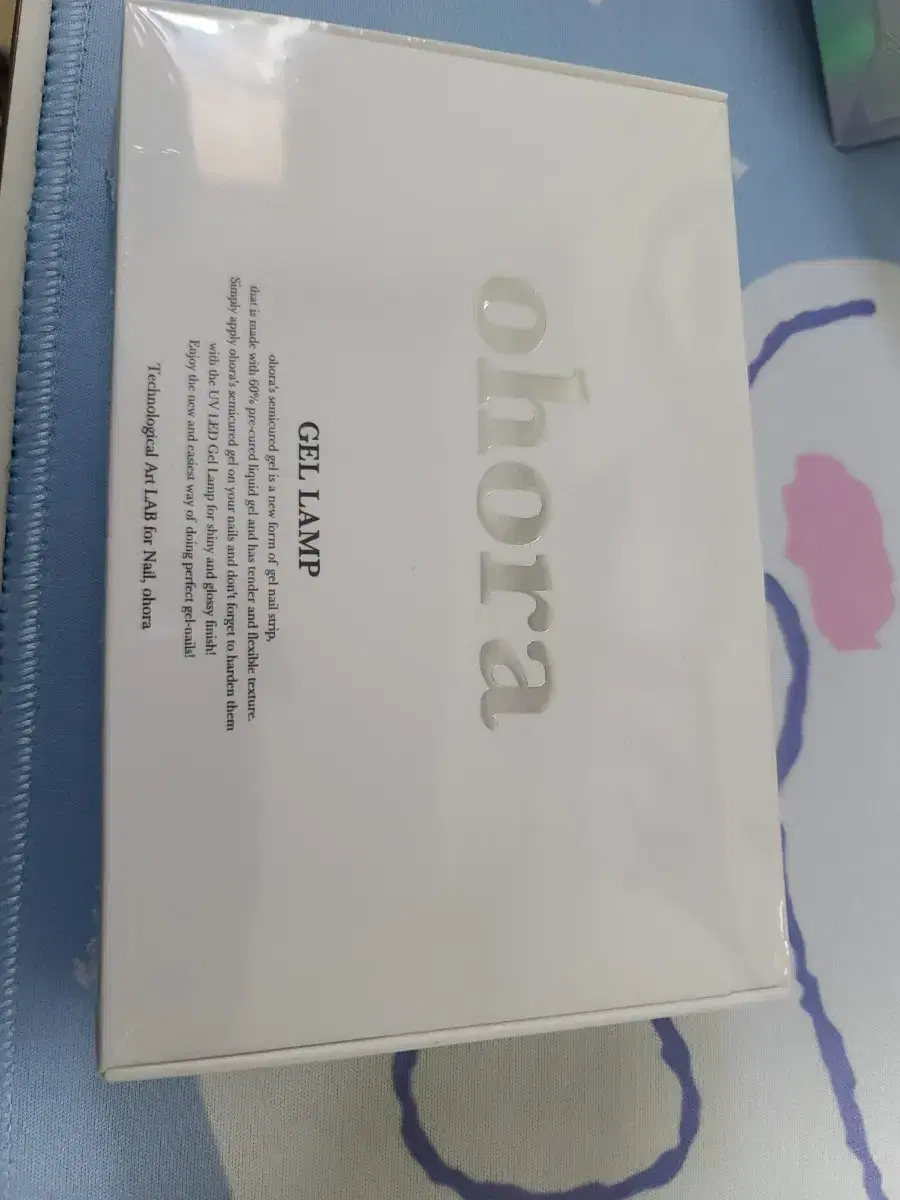 ohora
GEL LAMP
ohora's semicured gel is a new form of gel nail strip,
that is made with 60% pre-cured liquid gel and has tender and flexible texture.
Simply apply ohora's semicured gel on your nails and don't forget to harden them
with the UV LED Gel Lamp for shiny and glossy finish!
Enjoy the new and easiest way of doing perfect gel-nails!
Technological Art LAB for Nail, ohora